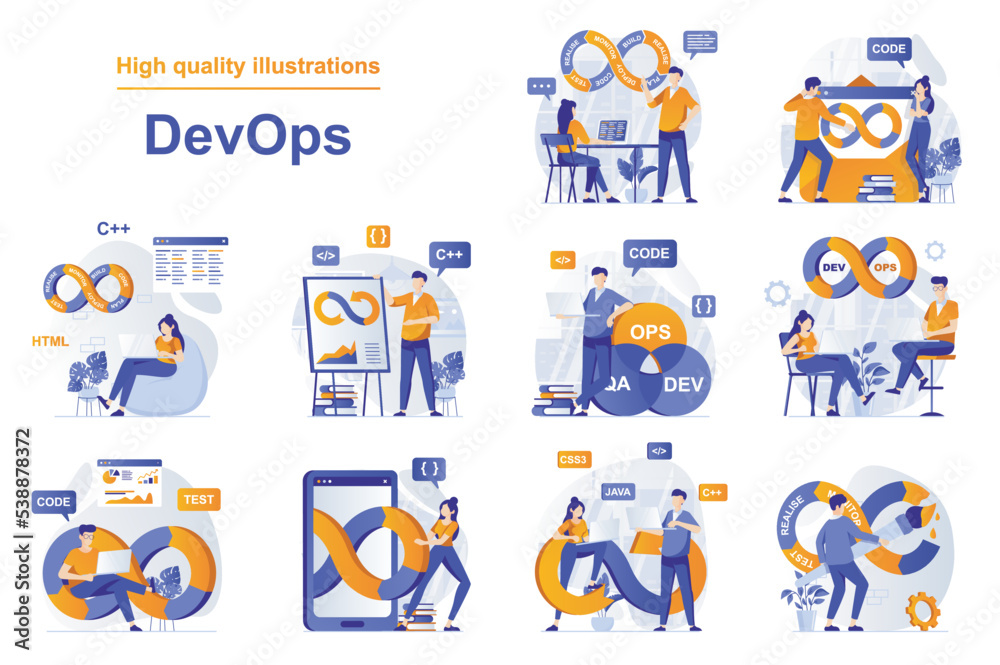 High quality illustrations
DevOps
REALISE MONITOR BUILD REALISE
TEST CODE DEPLOY PLAN
CODE
C++
REALISE MONITOR BUILD CODE
TEST DEPLOY PLAN
HTML
</>
{}
C++
</>
CODE
{}
OPS
QA
DEV
DEV
OPS
CODE
TEST
{}
CSS3
</>
JAVA
C++
REALISE
MONITOR
TEST
Adobe Stock | #538878372